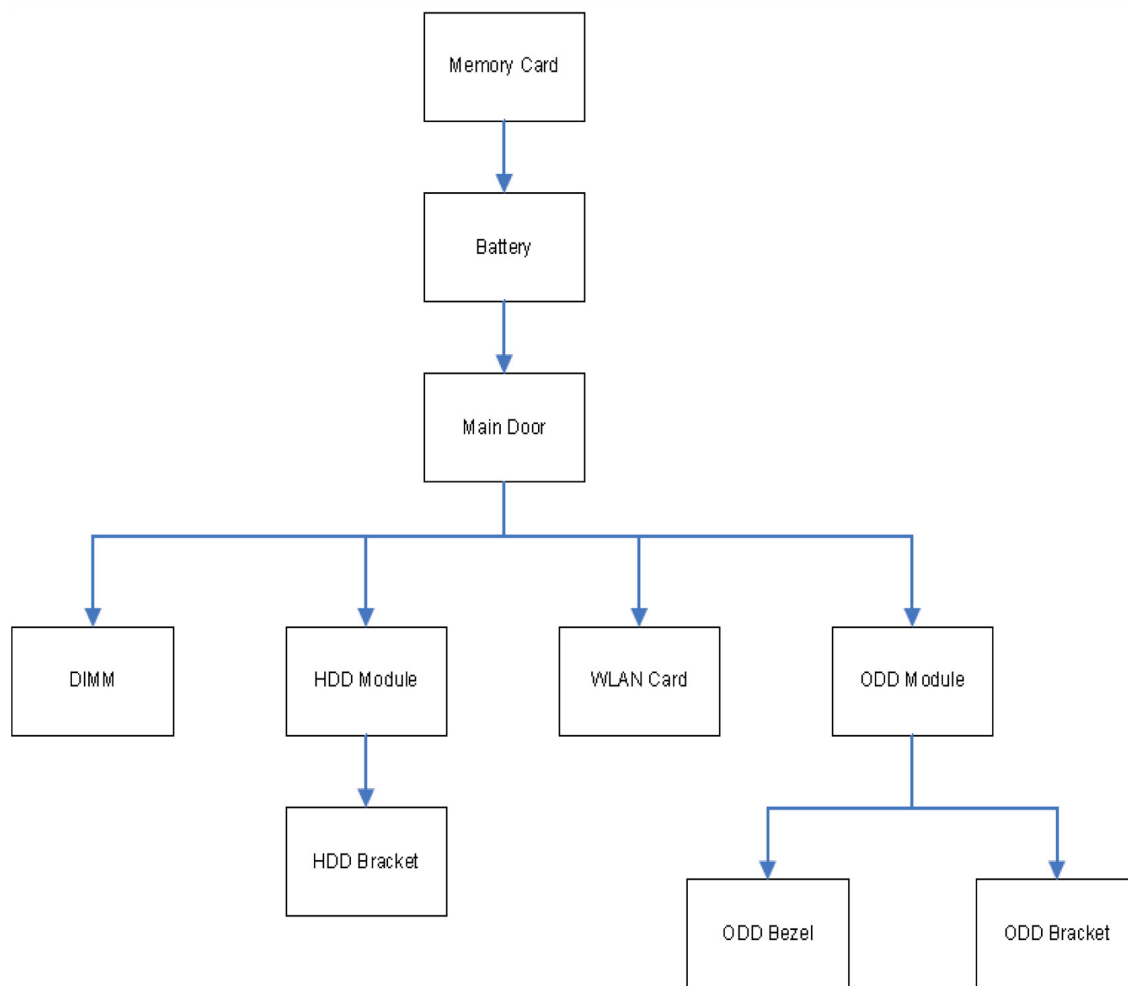 Memory Card
Battery
Main Door
DIMM
HDD Module
WLAN Card
ODD Module
HDD Bracket
ODD Bezel
ODD Bracket